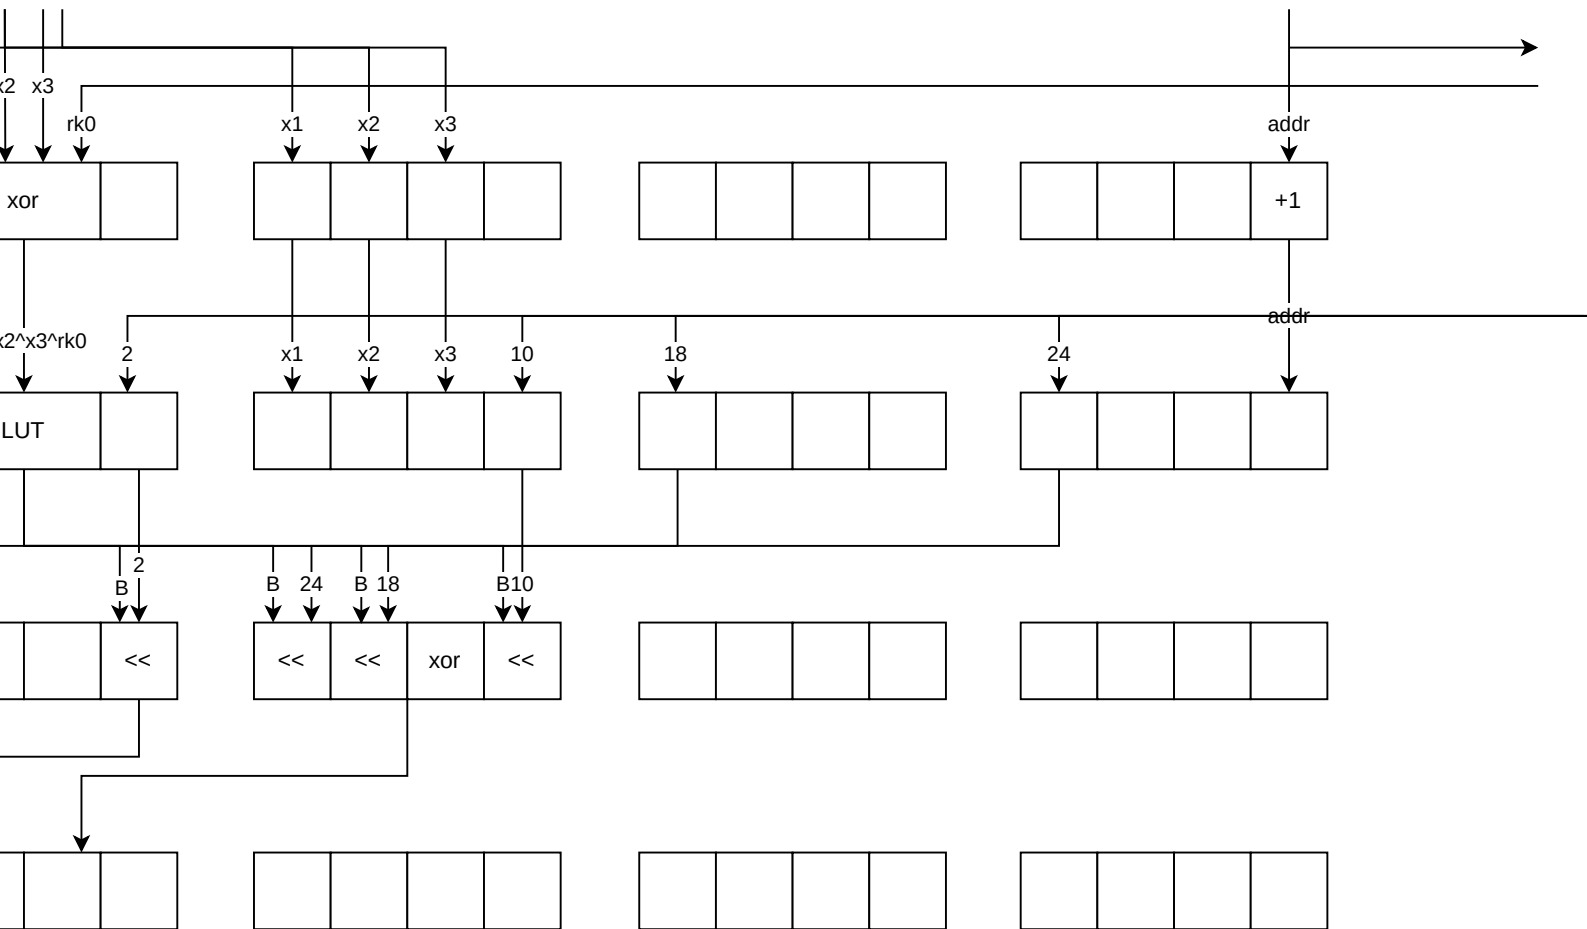 x2 x3
rk0 x1 x2 x3 addr
xor +1
addr
x2^x3^rk0
2 x1 x2 x3 10 18 24
LUT
2
B B 24 B 18 B 10
<< << << xor <<